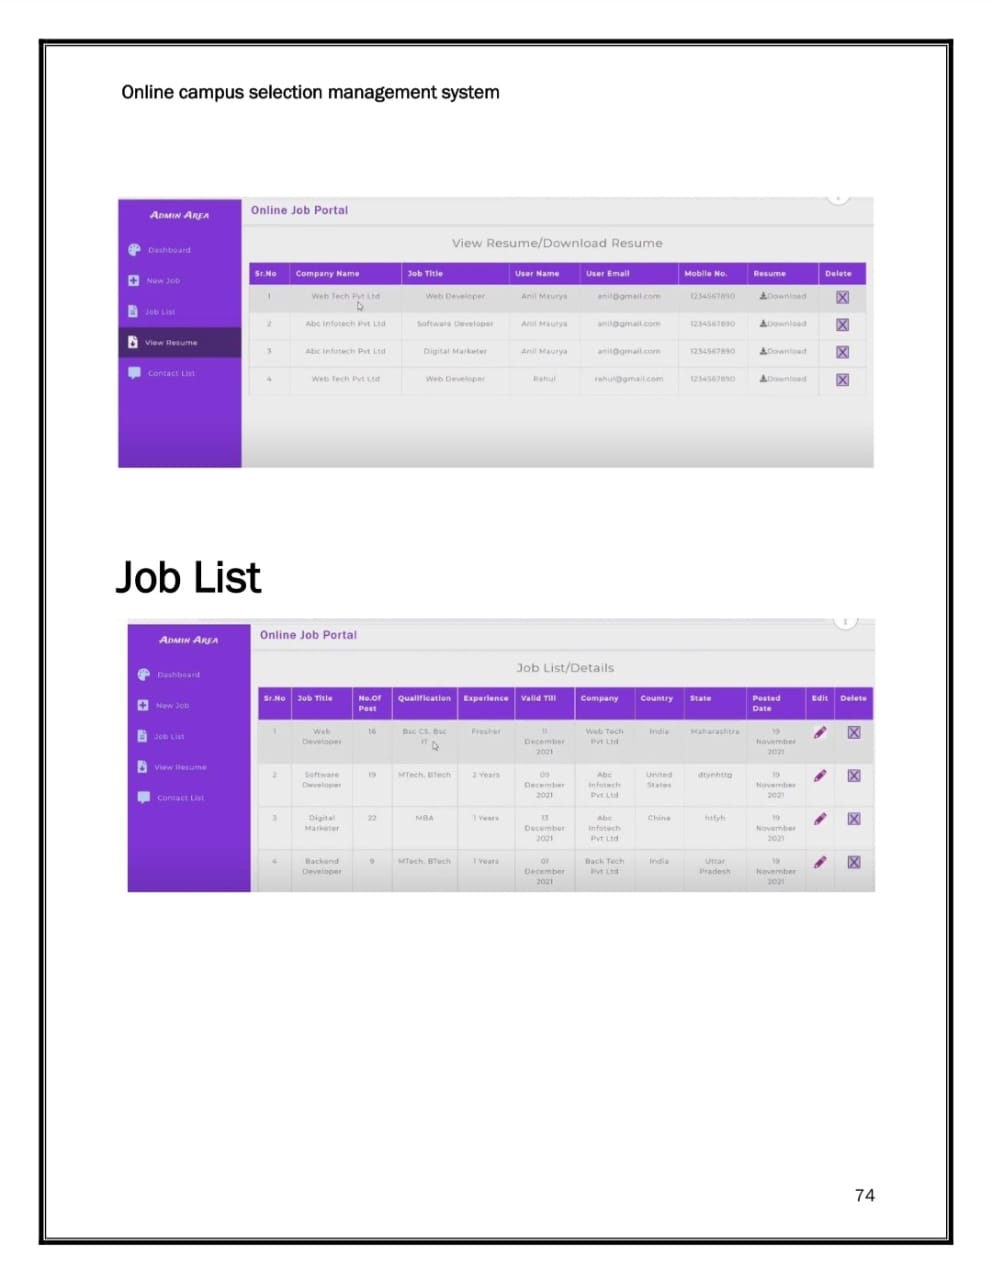 Online campus selection management system
ADMIN AREA
Dashboard
New Job
Job List
View Resume
Contact List
Online Job Portal
View Resume/Download Resume
Sr.No Company Name Job Title User Name User Email Mobile No. Resume Delete
1 Web Tech Pvt Ltd Web Developer Anil Maurya anil@gmail.com 1234567890 Download
2 Abc Infotech Pvt Ltd Software Developer Anil Maurya anil@gmail.com 1234567890 Download
3 Abc Infotech Pvt Ltd Digital Marketer Anil Maurya anil@gmail.com 1234567890 Download
4 Web Tech Pvt Ltd Web Developer Rahul rahul@gmail.com 1234567890 Download
Job List
ADMIN AREA
Dashboard
New Job
Job List
View Resume
Contact List
Online Job Portal
Job List/Details
Sr.No Job Title No.Of Qualification Experience Valid Till Company Country State Posted Edit Delete
Post Date
1 Web 16 Bsc CS, Bsc Fresher 11 Web Tech India Maharashtra 19
Developer IT December Pvt Ltd November
2021 2021
2 Software 19 MTech, BTech 2 Years 09 Abc United dtynhttg 19
Developer December Infotech States November
2021 Pvt Ltd 2021
3 Digital 22 MBA 1 Years 13 Abc China htfyh 19
Marketer December Infotech November
2021 Pvt Ltd 2021
4 Backend 9 MTech, BTech 1 Years 01 Back Tech India Uttar 19
Developer December Pvt Ltd Pradesh November
2021 2021
74